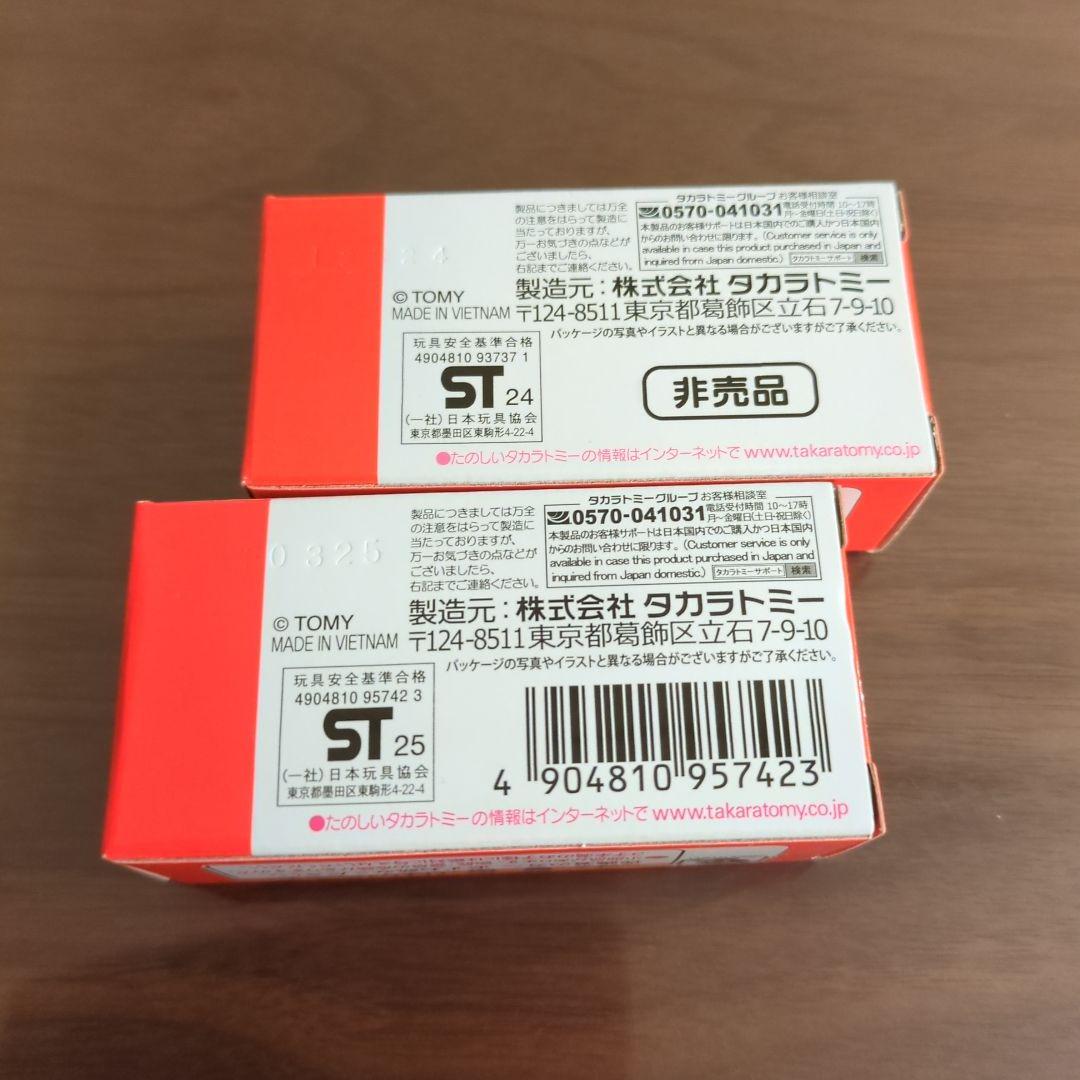 製品につきましては万全
の注意をはらって製造に
当たっておりますが、
万一お気づきの点などが
ございましたら、
右記までご連絡ください。
タカラトミーグループ お客様相談室
0570-041031 電話受付時間 10～17時
月～金曜日(土・日・祝日除く)
本製品のお客様サポートは日本国内でのご購入かつ日本国内
からのお問い合わせに限ります。(Customer service is only
available in case this product purchased in Japan and
inquired from Japan domestic.) タカラトミーサポート 検索
© TOMY
MADE IN VIETNAM
製造元：株式会社 タカラトミー
〒124-8511 東京都葛飾区立石7-9-10
パッケージの写真やイラストと異なる場合がございますがご了承ください。
玩具安全基準合格
4904810 93737 1
ST 24
(一社)日本玩具協会
東京都墨田区東駒形4-22-4
非売品
●たのしいタカラトミーの情報はインターネットで www.takaratomy.co.jp
0325
製品につきましては万全
の注意をはらって製造に
当たっておりますが、
万一お気づきの点などが
ございましたら、
右記までご連絡ください。
タカラトミーグループ お客様相談室
0570-041031 電話受付時間 10～17時
月～金曜日(土・日・祝日除く)
本製品のお客様サポートは日本国内でのご購入かつ日本国内
からのお問い合わせに限ります。(Customer service is only
available in case this product purchased in Japan and
inquired from Japan domestic.) タカラトミーサポート 検索
© TOMY
MADE IN VIETNAM
製造元：株式会社 タカラトミー
〒124-8511 東京都葛飾区立石7-9-10
パッケージの写真やイラストと異なる場合がございますがご了承ください。
玩具安全基準合格
4904810 95742 3
ST 25
(一社)日本玩具協会
東京都墨田区東駒形4-22-4
4 904810 957423
●たのしいタカラトミーの情報はインターネットで www.takaratomy.co.jp